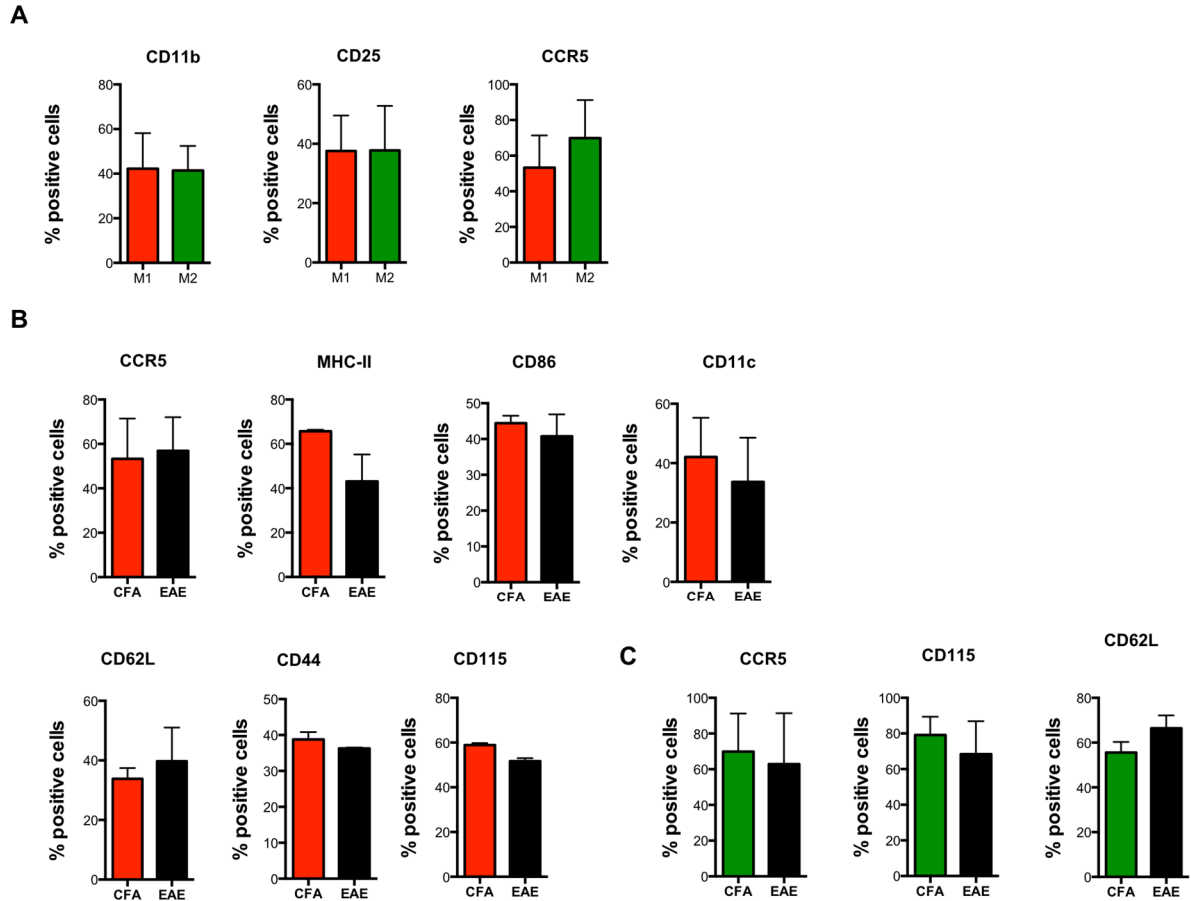 A
CD11b
CD25
CCR5
% positive cells
80
60
40
20
0
M1 M2
% positive cells
60
40
20
0
M1 M2
% positive cells
100
80
60
40
20
0
M1 M2
B
CCR5
MHC-II
CD86
CD11c
% positive cells
80
60
40
20
0
CFA EAE
% positive cells
80
60
40
20
0
CFA EAE
% positive cells
50
40
30
20
10
0
CFA EAE
% positive cells
60
40
20
0
CFA EAE
CD62L
CD44
CD115
% positive cells
60
40
20
0
CFA EAE
% positive cells
50
40
30
20
10
0
CFA EAE
% positive cells
80
60
40
20
0
CFA EAE
C
CCR5
CD115
CD62L
% positive cells
100
80
60
40
20
0
CFA EAE
% positive cells
100
80
60
40
20
0
CFA EAE
% positive cells
80
60
40
20
0
CFA EAE